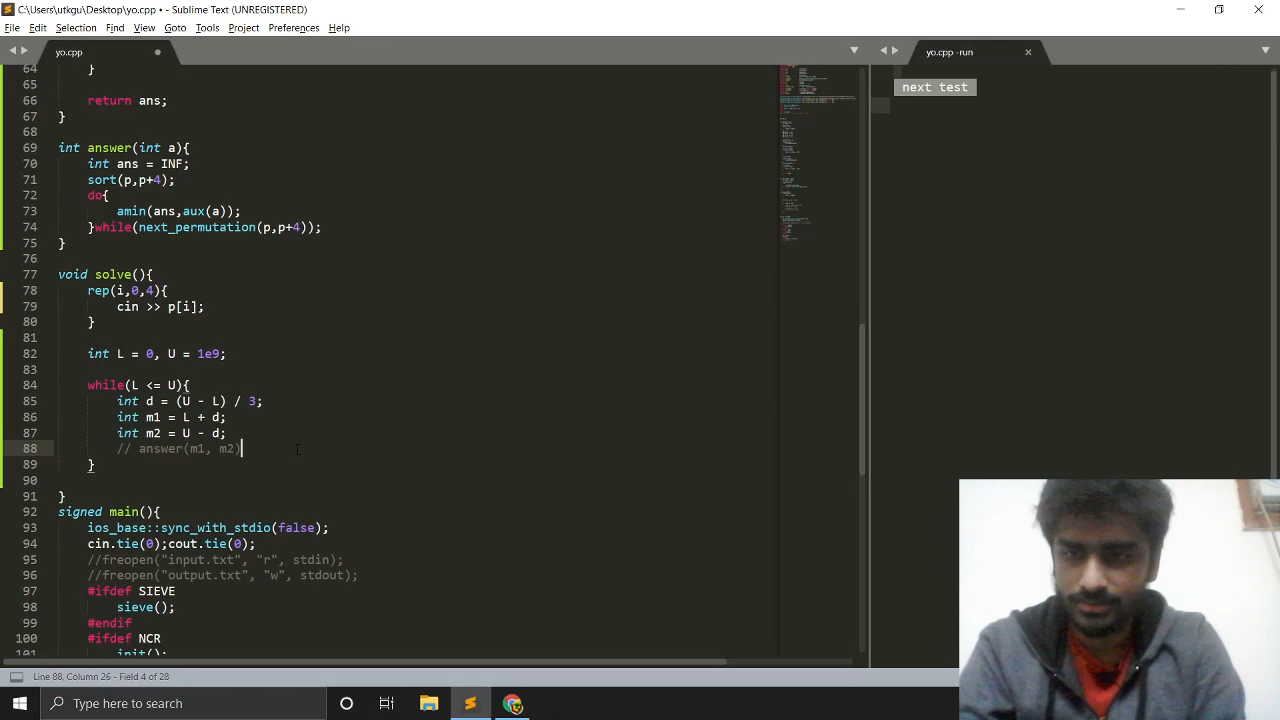 C:\Users\utkgu\Desktop\yo.cpp • - Sublime Text (UNREGISTERED)
File Edit Selection Find View Goto Tools Project Preferences Help
yo.cpp
yo.cpp -run
64 }
65
66 return ans;
67 }
68
69 int answer(int a){
70 int ans = INF;
71 sort(p,p+4);
72 do{
73 amin(ans,aux(a));
74 }while(next_permutation(p,p+4));
75 }
76
77 void solve(){
78 rep(i,0,4){
79 cin >> p[i];
80 }
81
82 int L = 0, U = 1e9;
83
84 while(L <= U){
85 int d = (U - L) / 3;
86 int m1 = L + d;
87 int m2 = U - d;
88 // answer(m1, m2)
89 }
90
91 }
92 signed main(){
93 ios_base::sync_with_stdio(false);
94 cin.tie(0);cout.tie(0);
95 //freopen("input.txt", "r", stdin);
96 //freopen("output.txt", "w", stdout);
97 #ifdef SIEVE
98 sieve();
99 #endif
100 #ifdef NCR
101 init();
next test
Line 88, Column 26 - Field 4 of 28
Type here to search